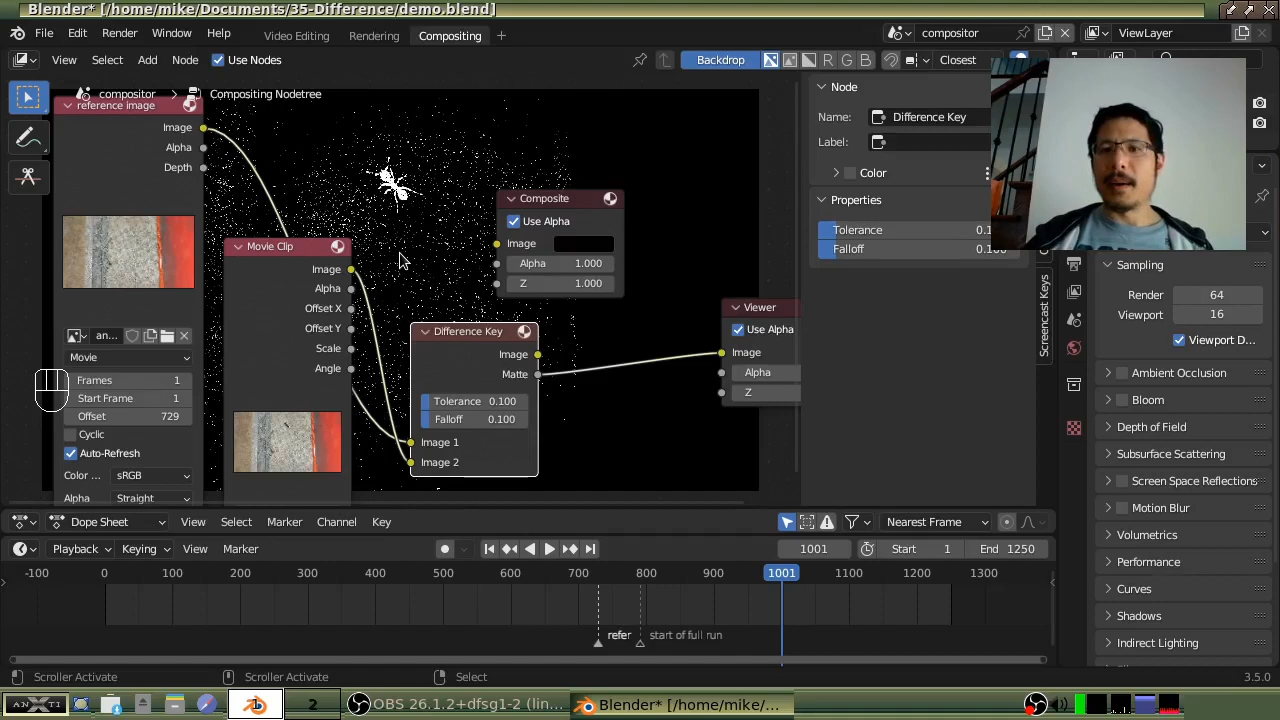 Blender* [/home/mike/Documents/35-Difference/demo.blend]
File Edit Render Window Help Video Editing Rendering Compositing + compositor ViewLayer
View Select Add Node Use Nodes Backdrop R G B Closest
compositor > Compositing Nodetree
reference image
Image
Alpha
Depth
an...
Movie
Frames 1
Start Frame 1
Offset 729
Cyclic
Auto-Refresh
Color ... sRGB
Alpha Straight
Movie Clip
Image
Alpha
Offset X
Offset Y
Scale
Angle
Composite
Use Alpha
Image
Alpha 1.000
Z 1.000
Difference Key
Image
Matte
Tolerance 0.100
Falloff 0.100
Image 1
Image 2
Viewer
Use Alpha
Image
Alpha
Z
Node
Name: Difference Key
Label:
Color
Properties
Tolerance 0.1
Falloff 0.100
Screencast Keys
Sampling
Render 64
Viewport 16
Viewport D...
Ambient Occlusion
Bloom
Depth of Field
Subsurface Scattering
Screen Space Reflections
Motion Blur
Volumetrics
Performance
Curves
Shadows
Indirect Lighting
Dope Sheet View Select Marker Channel Key Nearest Frame
Playback Keying View Marker 1001 Start 1 End 1250
-100 0 100 200 300 400 500 600 700 800 900 1001 1100 1200 1300
refer start of full run
Scroller Activate Scroller Activate Select 3.5.0
ANTI 1 2 OBS 26.1.2+dfsg1-2 (lin... Blender* [/home/mike/...